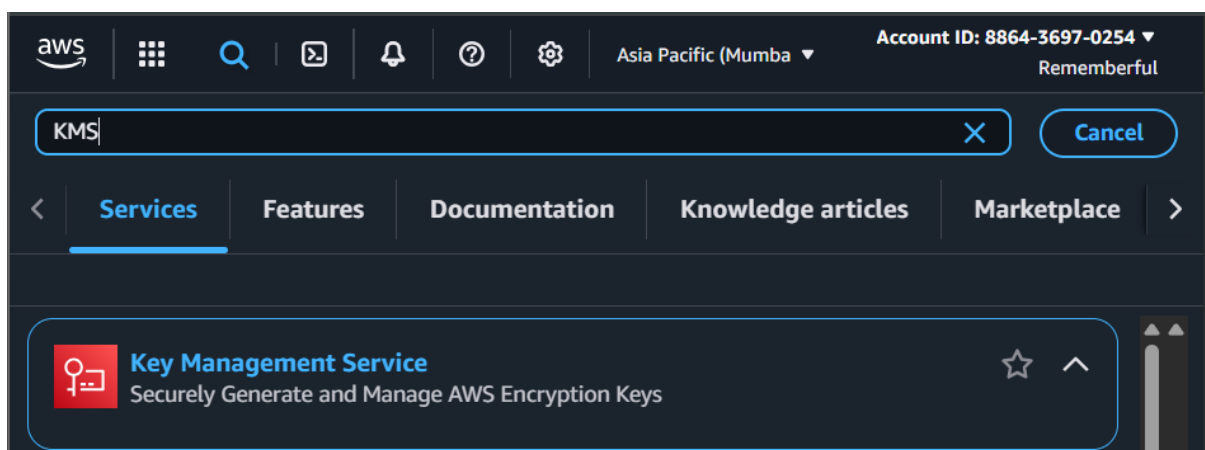 aws
Asia Pacific (Mumba
Account ID: 8864-3697-0254
Rememberful
KMS
Cancel
Services Features Documentation Knowledge articles Marketplace
Key Management Service
Securely Generate and Manage AWS Encryption Keys